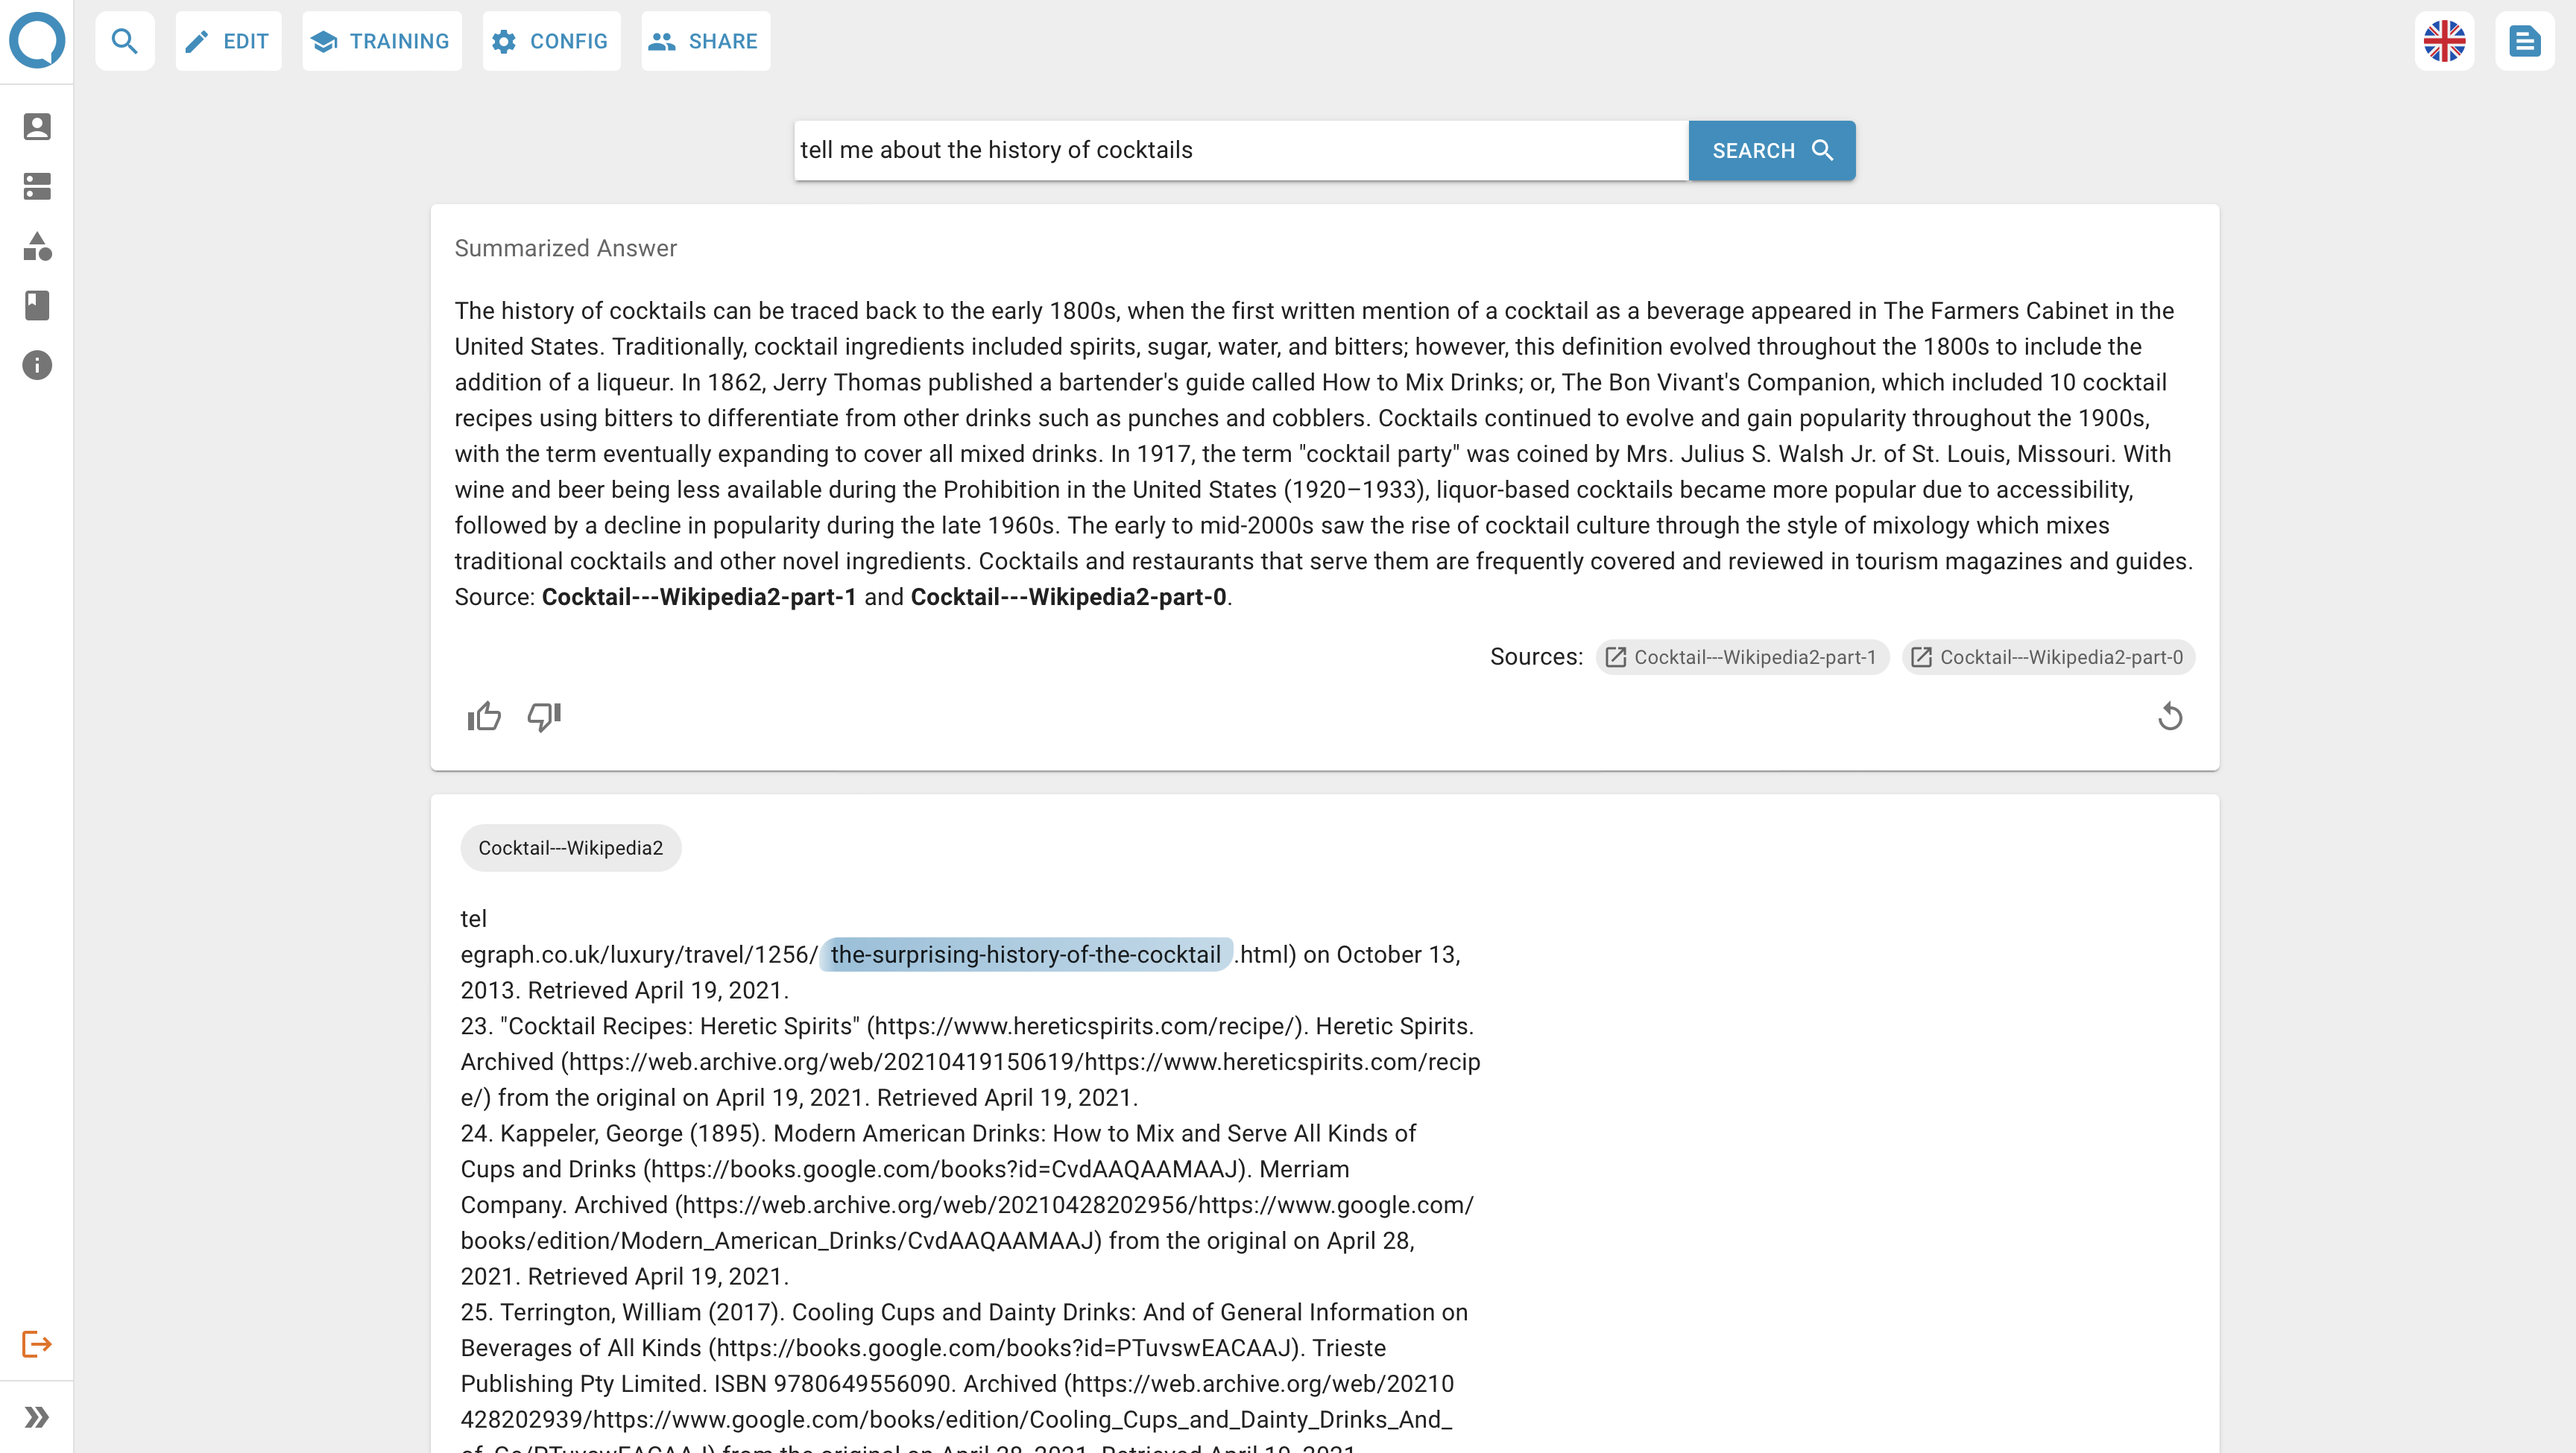 EDIT
TRAINING
CONFIG
SHARE
tell me about the history of cocktails
SEARCH
Summarized Answer
The history of cocktails can be traced back to the early 1800s, when the first written mention of a cocktail as a beverage appeared in The Farmers Cabinet in the
United States. Traditionally, cocktail ingredients included spirits, sugar, water, and bitters; however, this definition evolved throughout the 1800s to include the
addition of a liqueur. In 1862, Jerry Thomas published a bartender's guide called How to Mix Drinks; or, The Bon Vivant's Companion, which included 10 cocktail
recipes using bitters to differentiate from other drinks such as punches and cobblers. Cocktails continued to evolve and gain popularity throughout the 1900s,
with the term eventually expanding to cover all mixed drinks. In 1917, the term "cocktail party" was coined by Mrs. Julius S. Walsh Jr. of St. Louis, Missouri. With
wine and beer being less available during the Prohibition in the United States (1920–1933), liquor-based cocktails became more popular due to accessibility,
followed by a decline in popularity during the late 1960s. The early to mid-2000s saw the rise of cocktail culture through the style of mixology which mixes
traditional cocktails and other novel ingredients. Cocktails and restaurants that serve them are frequently covered and reviewed in tourism magazines and guides.
Source: Cocktail---Wikipedia2-part-1 and Cocktail---Wikipedia2-part-0.
Sources: Cocktail---Wikipedia2-part-1 Cocktail---Wikipedia2-part-0
Cocktail---Wikipedia2
tel
egraph.co.uk/luxury/travel/1256/ the-surprising-history-of-the-cocktail .html) on October 13,
2013. Retrieved April 19, 2021.
23. "Cocktail Recipes: Heretic Spirits" (https://www.hereticspirits.com/recipe/). Heretic Spirits.
Archived (https://web.archive.org/web/20210419150619/https://www.hereticspirits.com/recip
e/) from the original on April 19, 2021. Retrieved April 19, 2021.
24. Kappeler, George (1895). Modern American Drinks: How to Mix and Serve All Kinds of
Cups and Drinks (https://books.google.com/books?id=CvdAAQAAMAAJ). Merriam
Company. Archived (https://web.archive.org/web/20210428202956/https://www.google.com/
books/edition/Modern_American_Drinks/CvdAAQAAMAAJ) from the original on April 28,
2021. Retrieved April 19, 2021.
25. Terrington, William (2017). Cooling Cups and Dainty Drinks: And of General Information on
Beverages of All Kinds (https://books.google.com/books?id=PTuvswEACAAJ). Trieste
Publishing Pty Limited. ISBN 9780649556090. Archived (https://web.archive.org/web/20210
428202939/https://www.google.com/books/edition/Cooling_Cups_and_Dainty_Drinks_And_
of_Ge/PTuvswEACAAJ) from the original on April 28, 2021. Retrieved April 19, 2021.